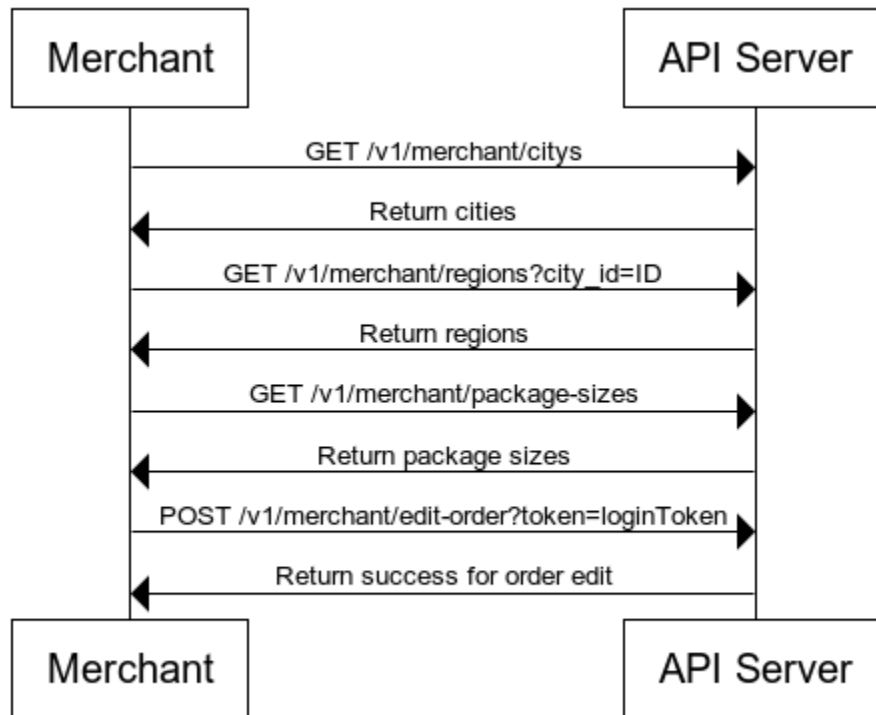 Merchant
API Server
GET /v1/merchant/citys
Return cities
GET /v1/merchant/regions?city_id=ID
Return regions
GET /v1/merchant/package-sizes
Return package sizes
POST /v1/merchant/edit-order?token=loginToken
Return success for order edit
Merchant
API Server